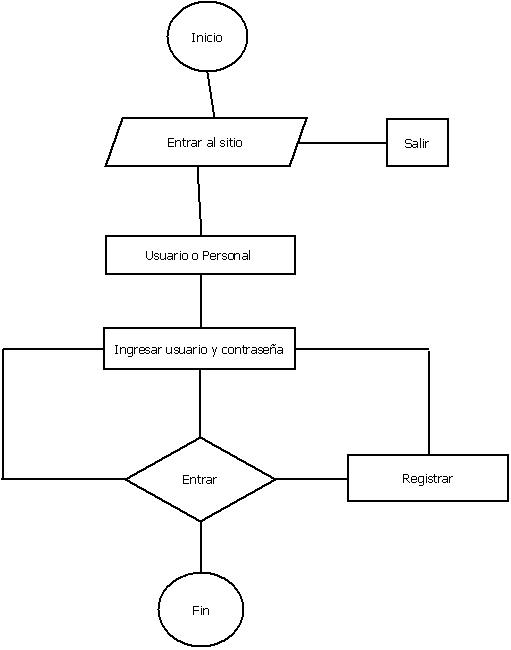 Inicio
Entrar al sitio
Salir
Usuario o Personal
Ingresar usuario y contraseña
Entrar
Registrar
Fin